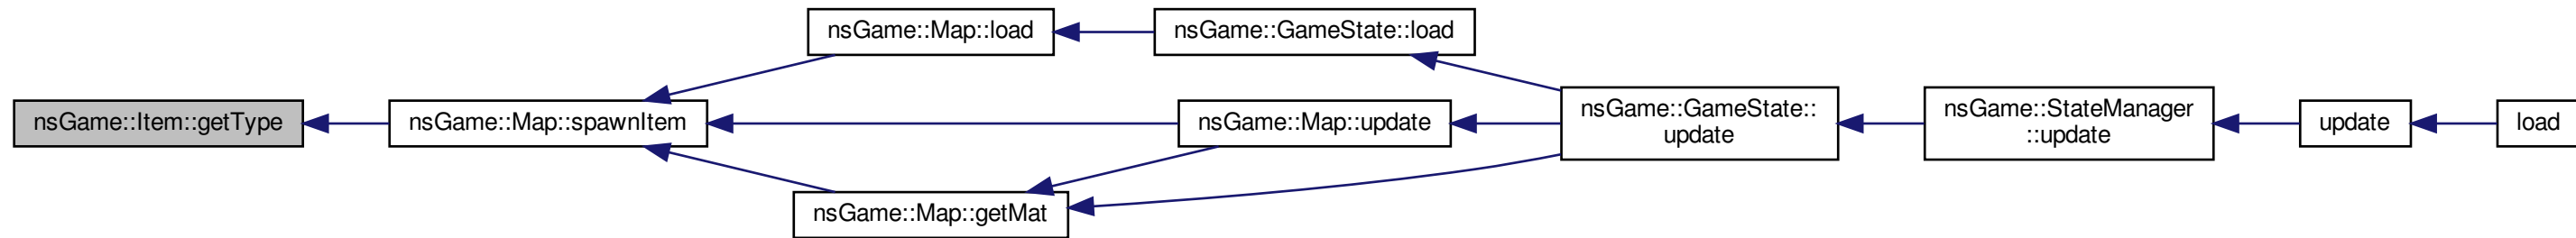 nsGame::Item::getType
nsGame::Map::spawnItem
nsGame::Map::load
nsGame::GameState::load
nsGame::Map::update
nsGame::Map::getMat
nsGame::GameState::
update
nsGame::StateManager
::update
update
load